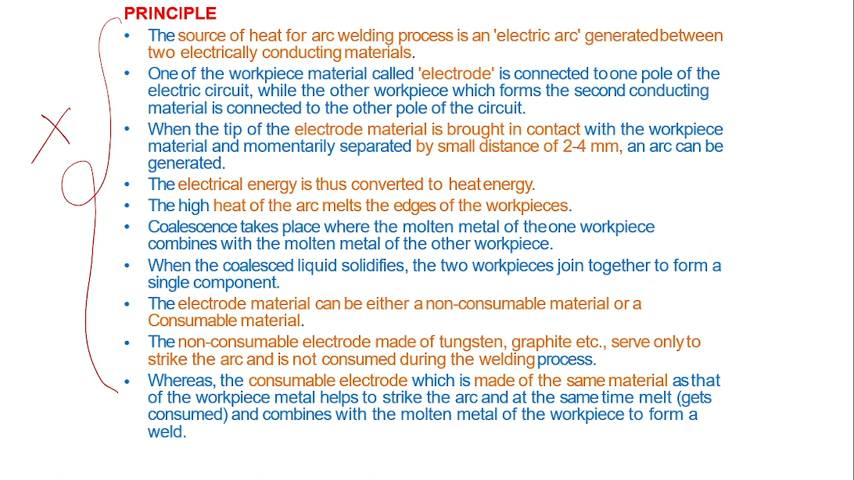 PRINCIPLE
• The source of heat for arc welding process is an 'electric arc' generated between
two electrically conducting materials.
• One of the workpiece material called 'electrode' is connected to one pole of the
electric circuit, while the other workpiece which forms the second conducting
material is connected to the other pole of the circuit.
• When the tip of the electrode material is brought in contact with the workpiece
material and momentarily separated by small distance of 2-4 mm, an arc can be
generated.
• The electrical energy is thus converted to heat energy.
• The high heat of the arc melts the edges of the workpieces.
• Coalescence takes place where the molten metal of the one workpiece
combines with the molten metal of the other workpiece.
• When the coalesced liquid solidifies, the two workpieces join together to form a
single component.
• The electrode material can be either a non-consumable material or a
Consumable material.
• The non-consumable electrode made of tungsten, graphite etc., serve only to
strike the arc and is not consumed during the welding process.
• Whereas, the consumable electrode which is made of the same material as that
of the workpiece metal helps to strike the arc and at the same time melt (gets
consumed) and combines with the molten metal of the workpiece to form a
weld.